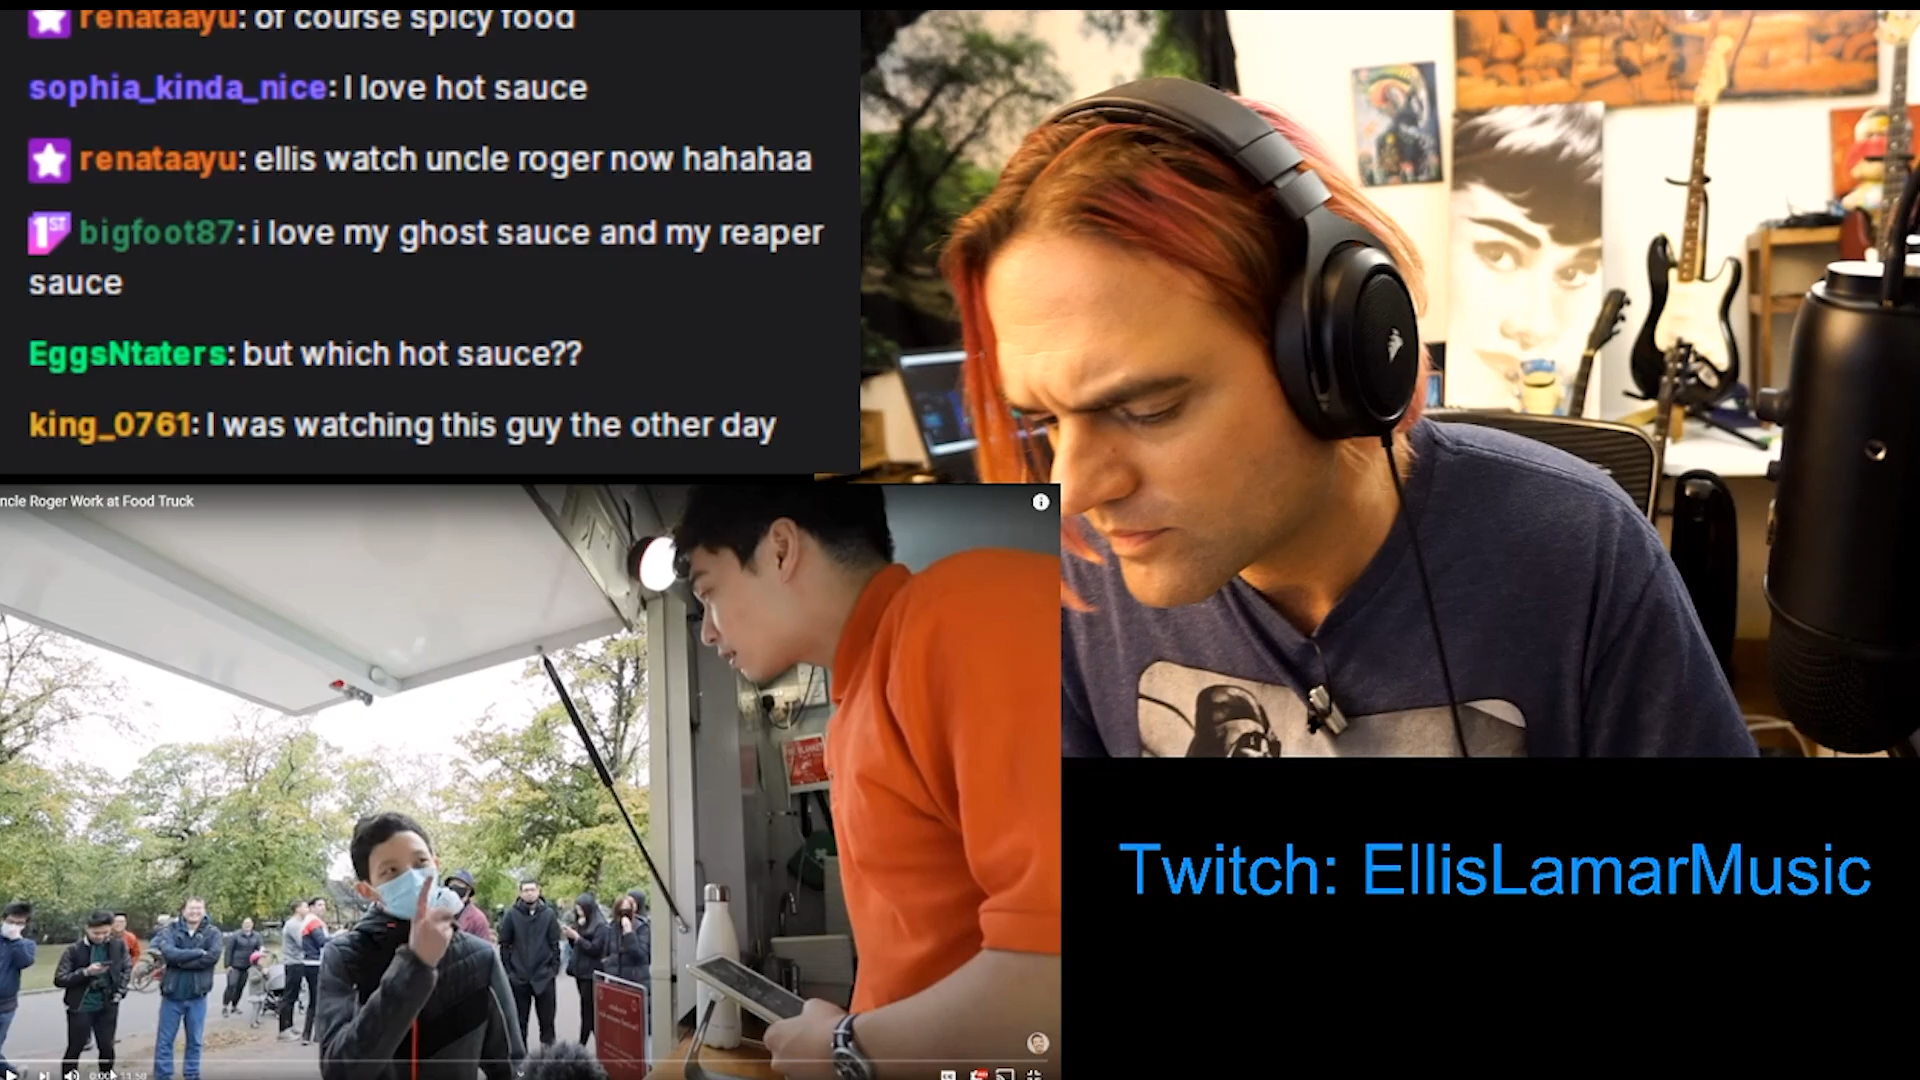 renataayu: of course spicy food
sophia_kinda_nice: I love hot sauce
renataayu: ellis watch uncle roger now hahahaa
1ST bigfoot87: i love my ghost sauce and my reaper
sauce
EggsNtaters: but which hot sauce??
king_0761: I was watching this guy the other day
ncle Roger Work at Food Truck
Twitch: EllisLamarMusic